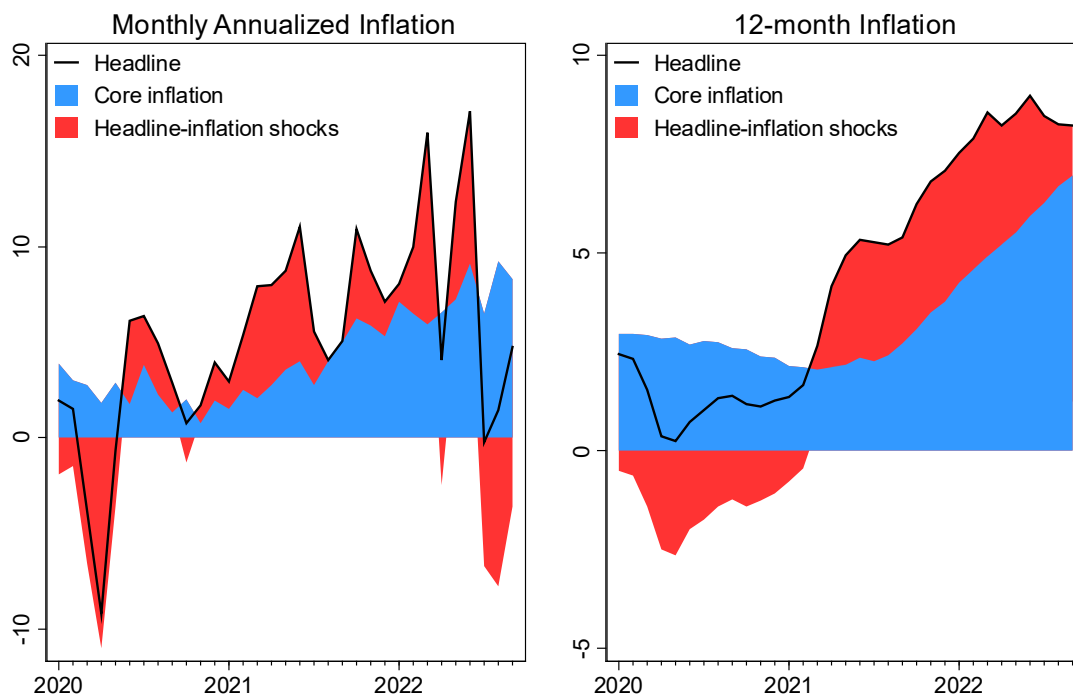 Monthly Annualized Inflation
20
10
0
-10
Headline
Core inflation
Headline-inflation shocks
2020
2021
2022
12-month Inflation
10
5
0
-5
Headline
Core inflation
Headline-inflation shocks
2020
2021
2022